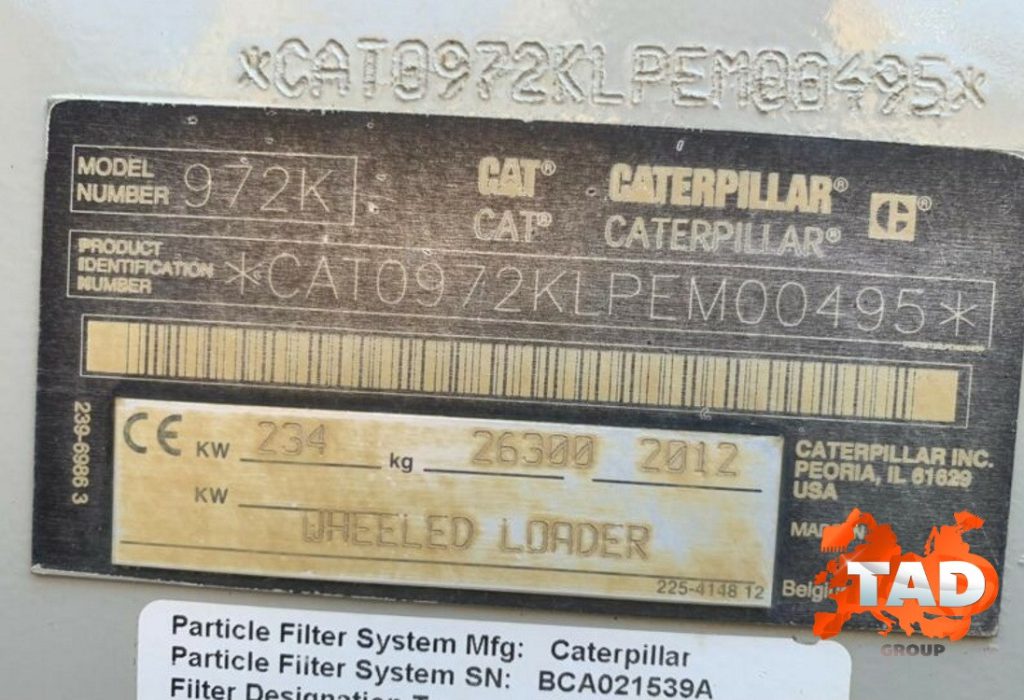 *CAT0972KLPEM00495*
MODEL
NUMBER 972K
CAT® CATERPILLAR®
CAT® CATERPILLAR®
PRODUCT
IDENTIFICATION
NUMBER *CAT0972KLPEM00495*
239-6986 3
CE KW 234 kg 26300 2012
KW
WHEELED LOADER
225-4148 12
CATERPILLAR INC.
PEORIA, IL 61629
USA
TAD
GROUP
Particle Filter System Mfg: Caterpillar
Particle Filter System SN: BCA021539A
Filter Designation